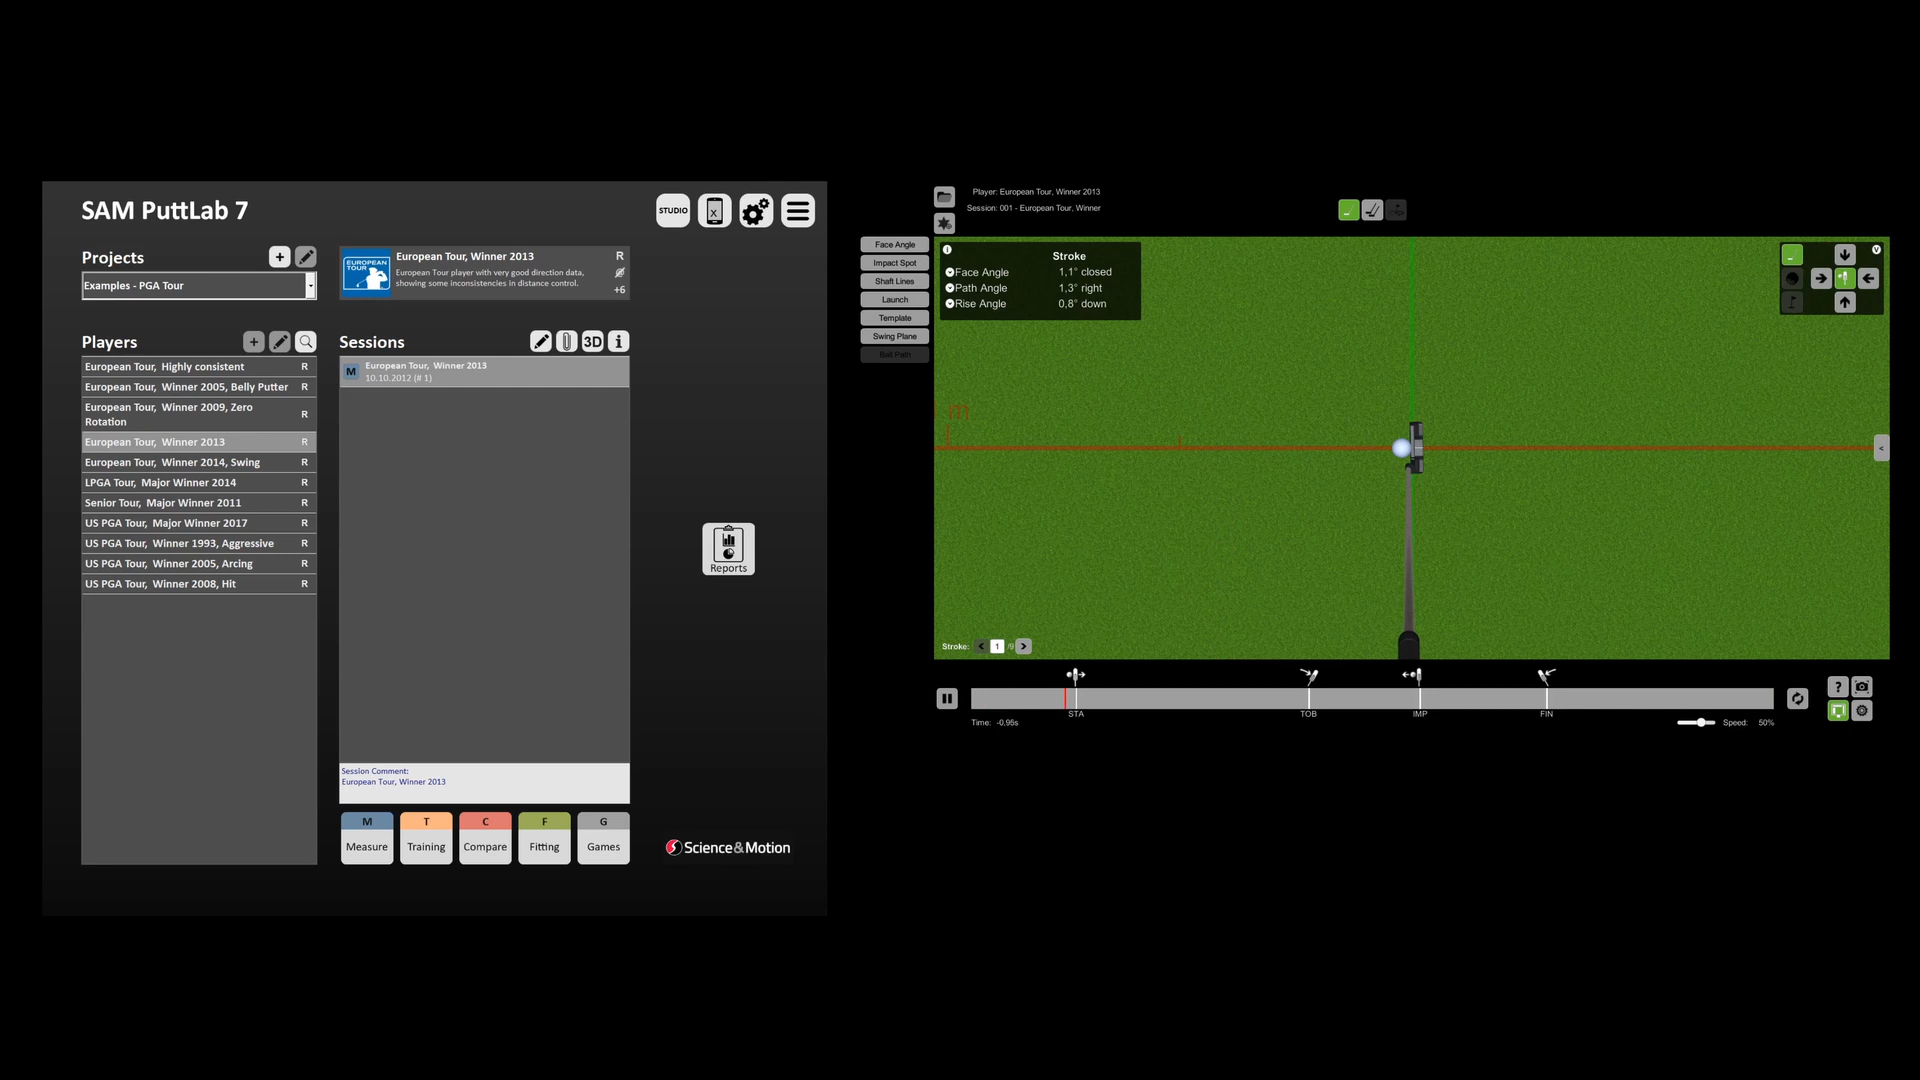 SAM PuttLab 7
STUDIO
X
Projects
Examples - PGA Tour
EUROPEAN
TOUR
European Tour, Winner 2013
R
European Tour player with very good direction data,
showing some inconsistencies in distance control.
+6
Players
European Tour, Highly consistent R
European Tour, Winner 2005, Belly Putter R
European Tour, Winner 2009, Zero
Rotation R
European Tour, Winner 2013 R
European Tour, Winner 2014, Swing R
LPGA Tour, Major Winner 2014 R
Senior Tour, Major Winner 2011 R
US PGA Tour, Major Winner 2017 R
US PGA Tour, Winner 1993, Aggressive R
US PGA Tour, Winner 2005, Arcing R
US PGA Tour, Winner 2008, Hit R
Sessions
3D
i
M
European Tour, Winner 2013
10.10.2012 (# 1)
Session Comment:
European Tour, Winner 2013
M T C F G
Measure Training Compare Fitting Games
Reports
Science&Motion
Player: European Tour, Winner 2013
Session: 001 - European Tour, Winner
Face Angle
Impact Spot
Shaft Lines
Launch
Template
Swing Plane
Ball Path
Stroke
Face Angle 1,1° closed
Path Angle 1,3° right
Rise Angle 0,8° down
m
V
<
Stroke: < 1 /9 >
STA TOB IMP FIN
Time: -0.95s
Speed: 50%
?